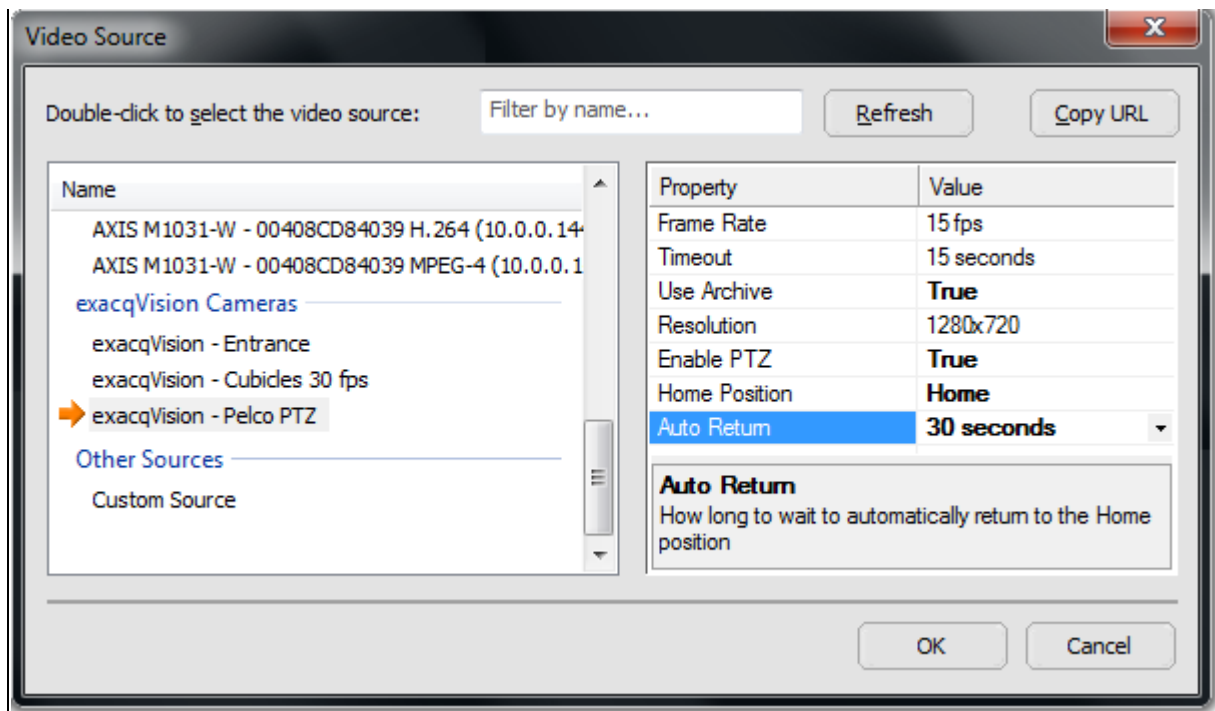 Video Source
Double-click to select the video source:
Filter by name...
Refresh
Copy URL
Name
AXIS M1031-W - 00408CD84039 H.264 (10.0.0.144
AXIS M1031-W - 00408CD84039 MPEG-4 (10.0.0.1
exacqVision Cameras
exacqVision - Entrance
exacqVision - Cubicles 30 fps
exacqVision - Pelco PTZ
Other Sources
Custom Source
Property Value
Frame Rate 15 fps
Timeout 15 seconds
Use Archive True
Resolution 1280x720
Enable PTZ True
Home Position Home
Auto Return 30 seconds
Auto Return
How long to wait to automatically return to the Home
position
OK
Cancel